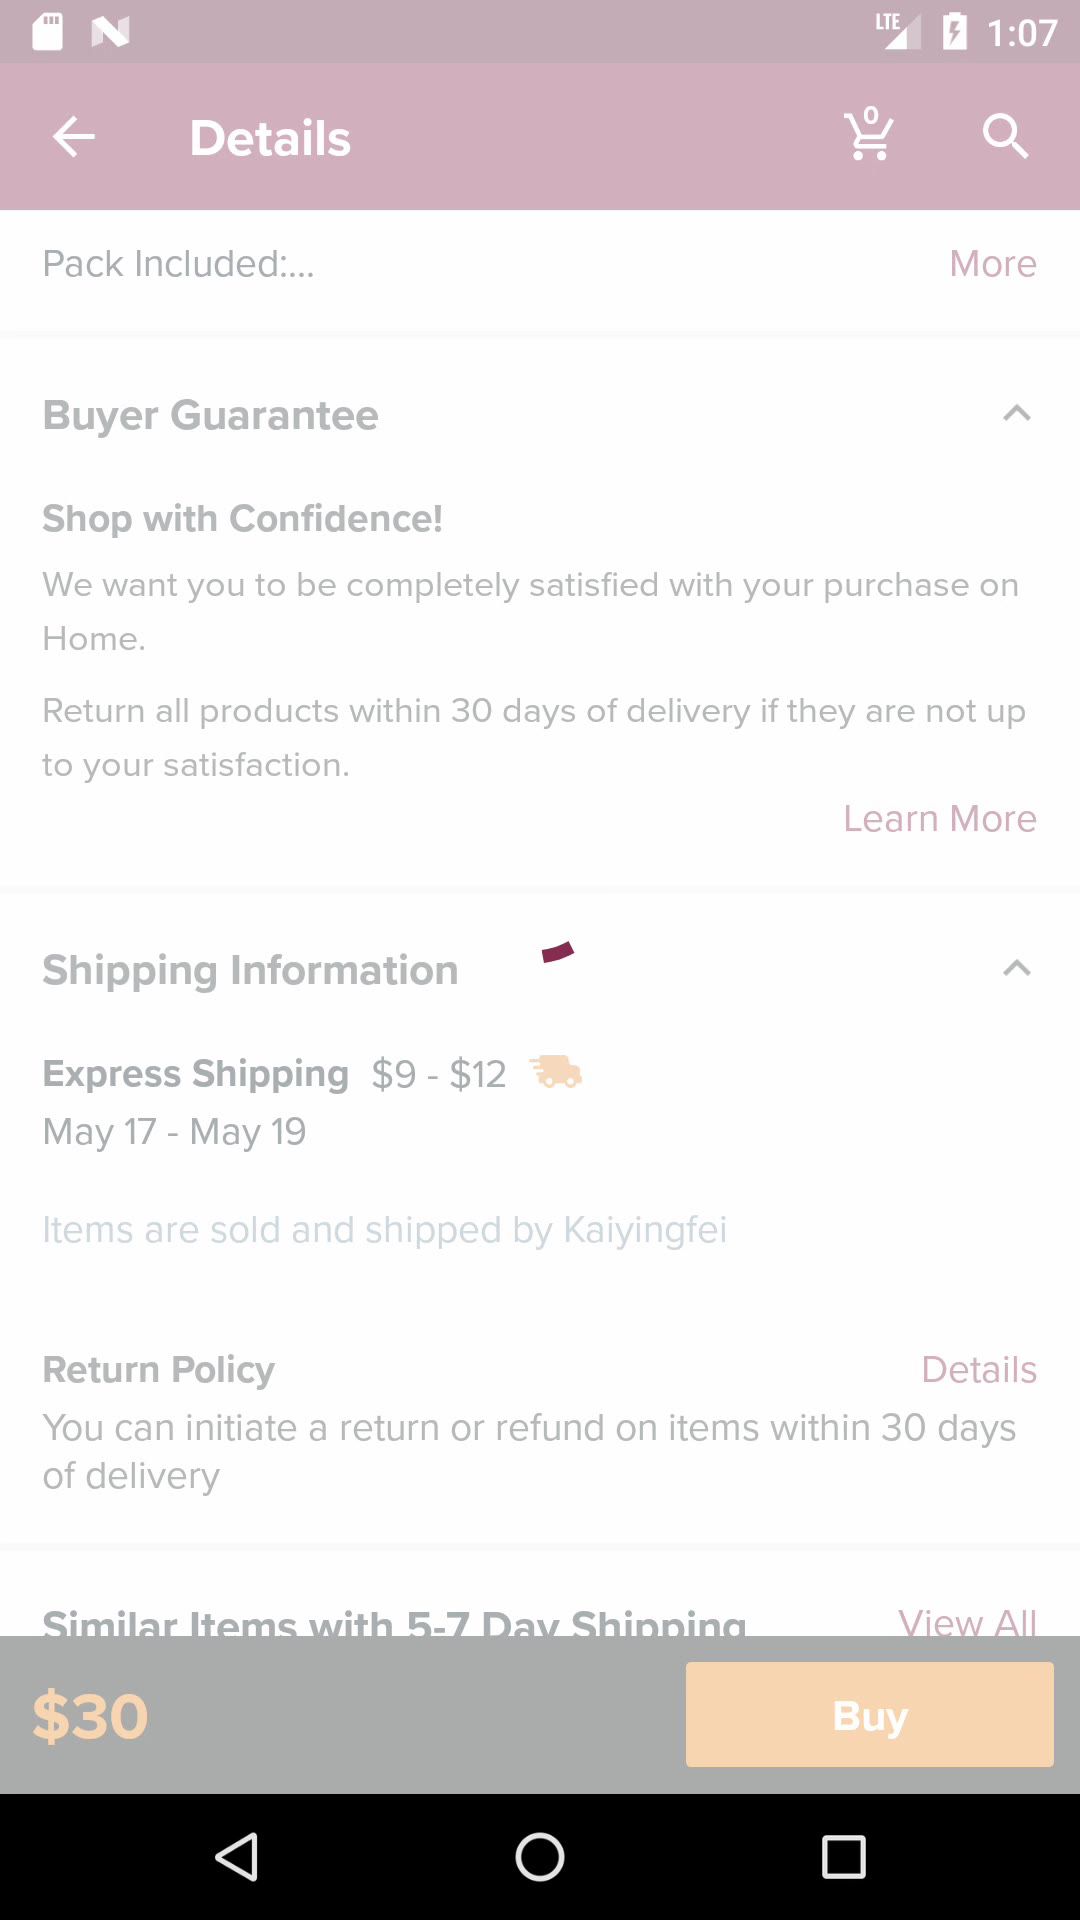 LTE 1:07
Details 0
Pack Included:... More
Buyer Guarantee
Shop with Confidence!
We want you to be completely satisfied with your purchase on
Home.
Return all products within 30 days of delivery if they are not up
to your satisfaction.
Learn More
Shipping Information
Express Shipping $9 - $12
May 17 - May 19
Items are sold and shipped by Kaiyingfei
Return Policy Details
You can initiate a return or refund on items within 30 days
of delivery
Similar Items with 5-7 Day Shipping View All
$30 Buy